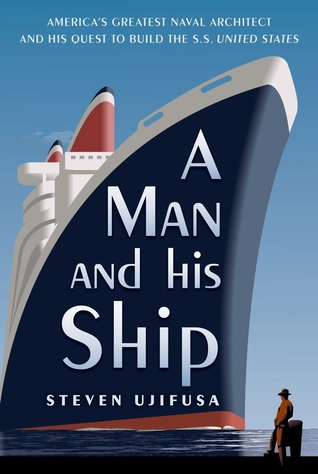 AMERICA'S GREATEST NAVAL ARCHITECT
AND HIS QUEST TO BUILD THE S.S. UNITED STATES
A
MAN
AND his
Ship
STEVEN UJIFUSA